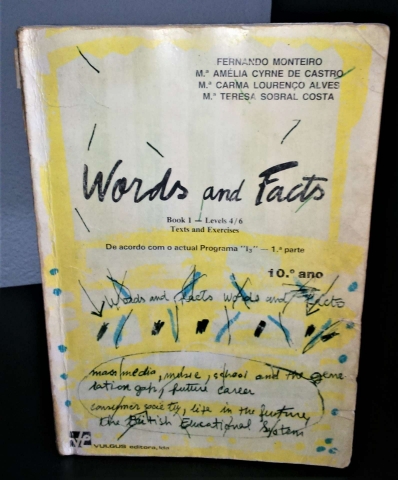 FERNANDO MONTEIRO
M.ª AMÉLIA CYRNE DE CASTRO
M.ª CARMA LOURENÇO ALVES
M.ª TERESA SOBRAL COSTA
Words and Facts
Book 1 — Levels 4/6
Texts and Exercises
De acordo com o actual Programa "I₂" — 1.ª parte
10.º ano
Words and Facts Words and Facts
mass media, school and the gene
ration gap, future career
consumer society, life in the future,
the British Educational System
VULGUS editora, lda